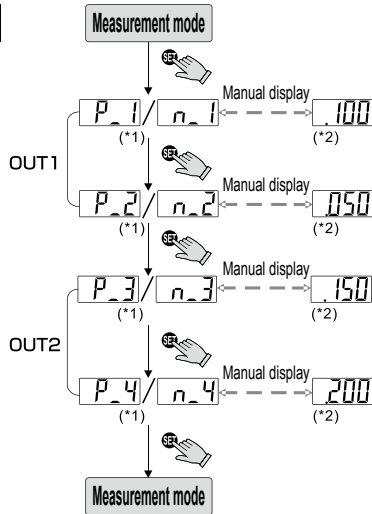 Measurement mode
SET
Manual display
P_1 / n_1 .100
(*1) (*2)
OUT1
SET
Manual display
P_2 / n_2 .050
(*1) (*2)
SET
Manual display
P_3 / n_3 .150
(*1) (*2)
OUT2
SET
Manual display
P_4 / n_4 .200
(*1) (*2)
SET
Measurement mode